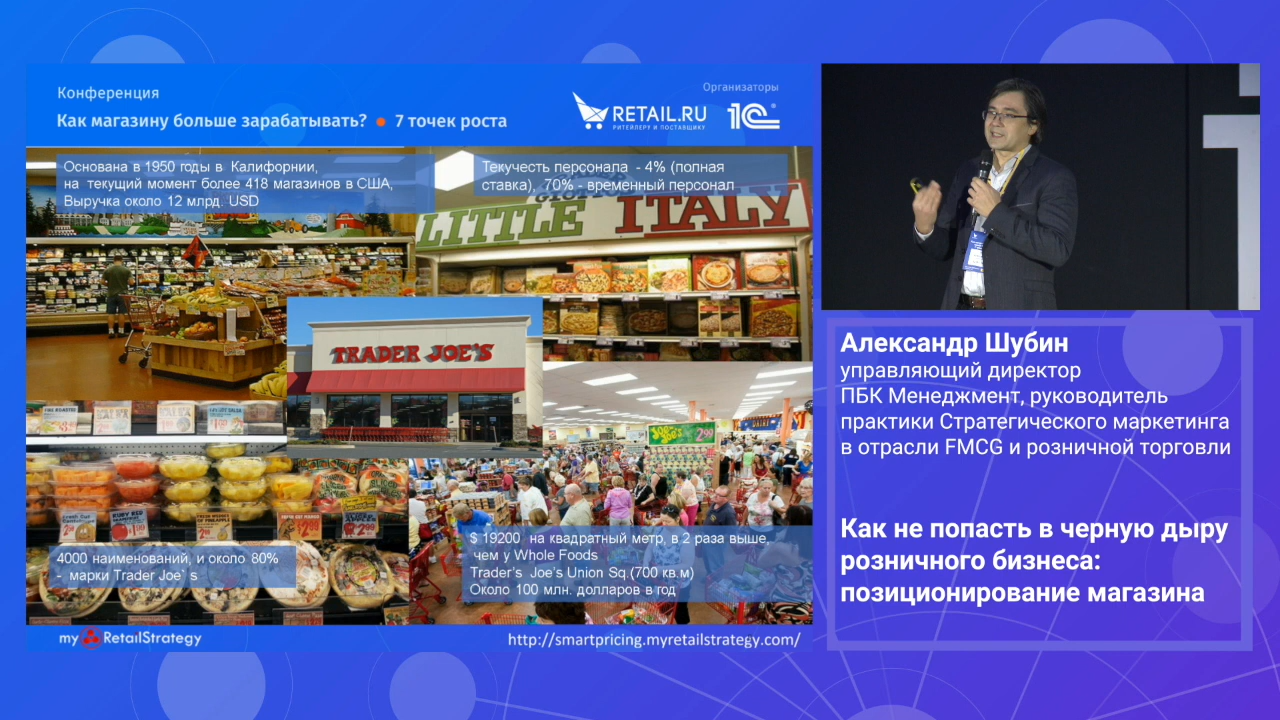 Конференция
Как магазину больше зарабатывать? • 7 точек роста
Организаторы
RETAIL.RU
РИТЕЙЛЕРУ И ПОСТАВЩИКУ
1С
Основана в 1950 годы в Калифорнии,
на текущий момент более 418 магазинов в США,
Выручка около 12 млрд. USD
Текучесть персонала - 4% (полная
ставка), 70% - временный персонал
LITTLE ITALY
TRADER JOE'S
2.99
4000 наименований, и около 80%
- марки Trader Joe' s
$ 19200 на квадратный метр, в 2 раза выше,
чем у Whole Foods
Trader's Joe's Union Sq.(700 кв.м)
Около 100 млн. долларов в год
my RetailStrategy
http://smartpricing.myretailstrategy.com/
Александр Шубин
управляющий директор
ПБК Менеджмент, руководитель
практики Стратегического маркетинга
в отрасли FMCG и розничной торговли
Как не попасть в черную дыру
розничного бизнеса:
позиционирование магазина